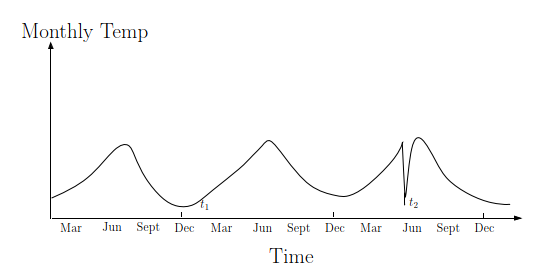 Monthly Temp
t₁
t₂
Mar Jun Sept Dec Mar Jun Sept Dec Mar Jun Sept Dec
Time